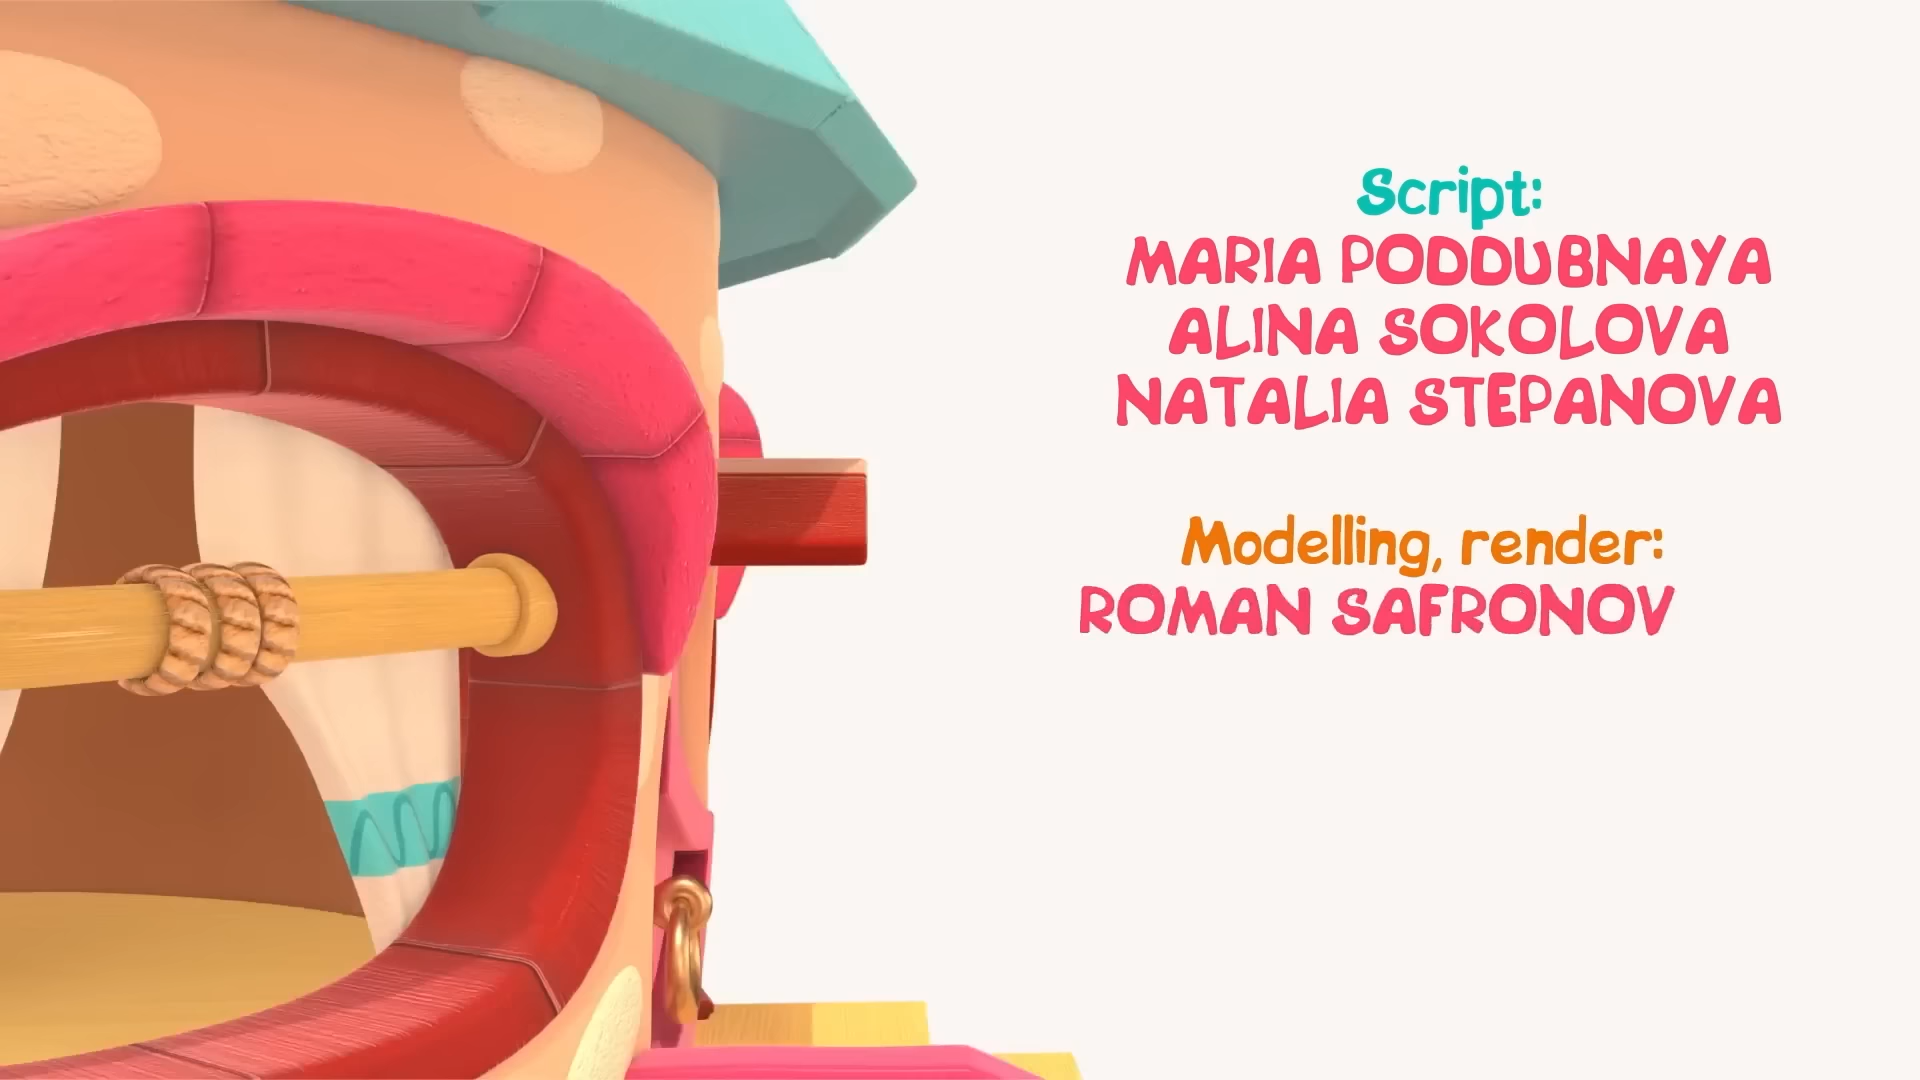 Script:
MARIA PODDUBNAYA
ALINA SOKOLOVA
NATALIA STEPANOVA
Modelling, render:
ROMAN SAFRONOV